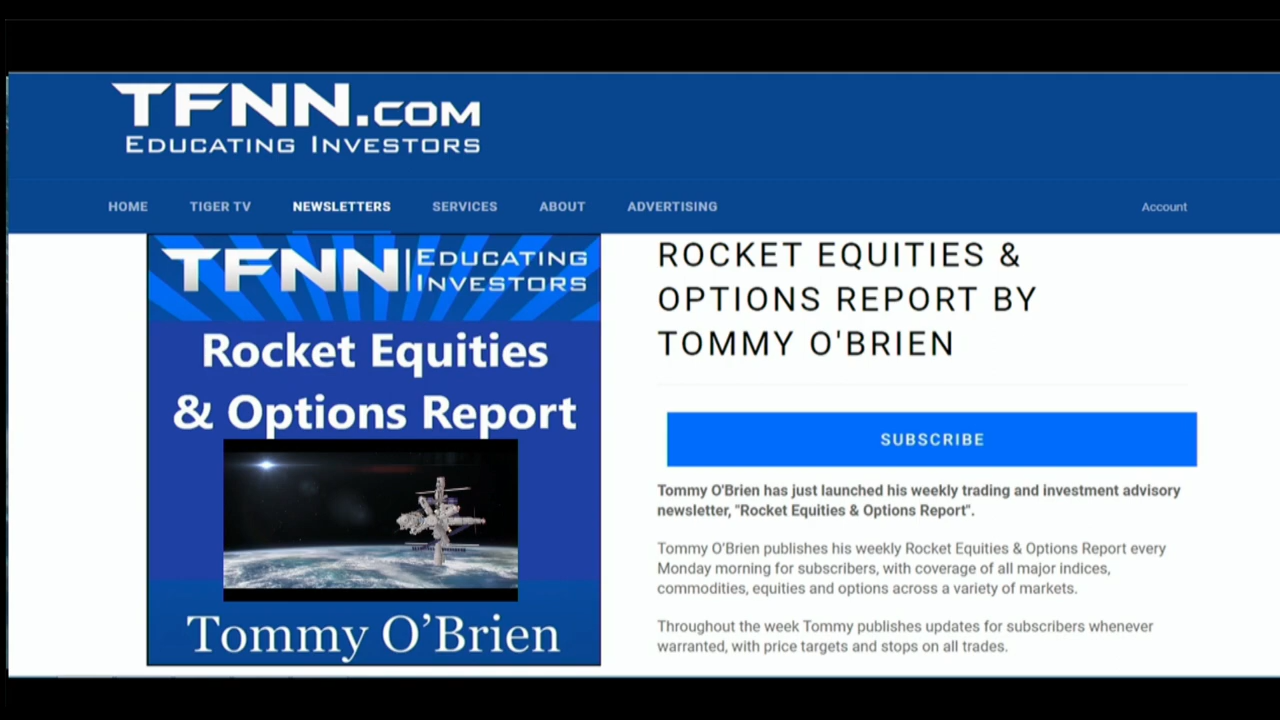 TFNN.COM
EDUCATING INVESTORS
HOME TIGER TV NEWSLETTERS SERVICES ABOUT ADVERTISING Account
TFNN EDUCATING
INVESTORS
Rocket Equities
& Options Report
Tommy O’Brien
ROCKET EQUITIES &
OPTIONS REPORT BY
TOMMY O'BRIEN
SUBSCRIBE
Tommy O'Brien has just launched his weekly trading and investment advisory
newsletter, "Rocket Equities & Options Report".
Tommy O’Brien publishes his weekly Rocket Equities & Options Report every
Monday morning for subscribers, with coverage of all major indices,
commodities, equities and options across a variety of markets.
Throughout the week Tommy publishes updates for subscribers whenever
warranted, with price targets and stops on all trades.